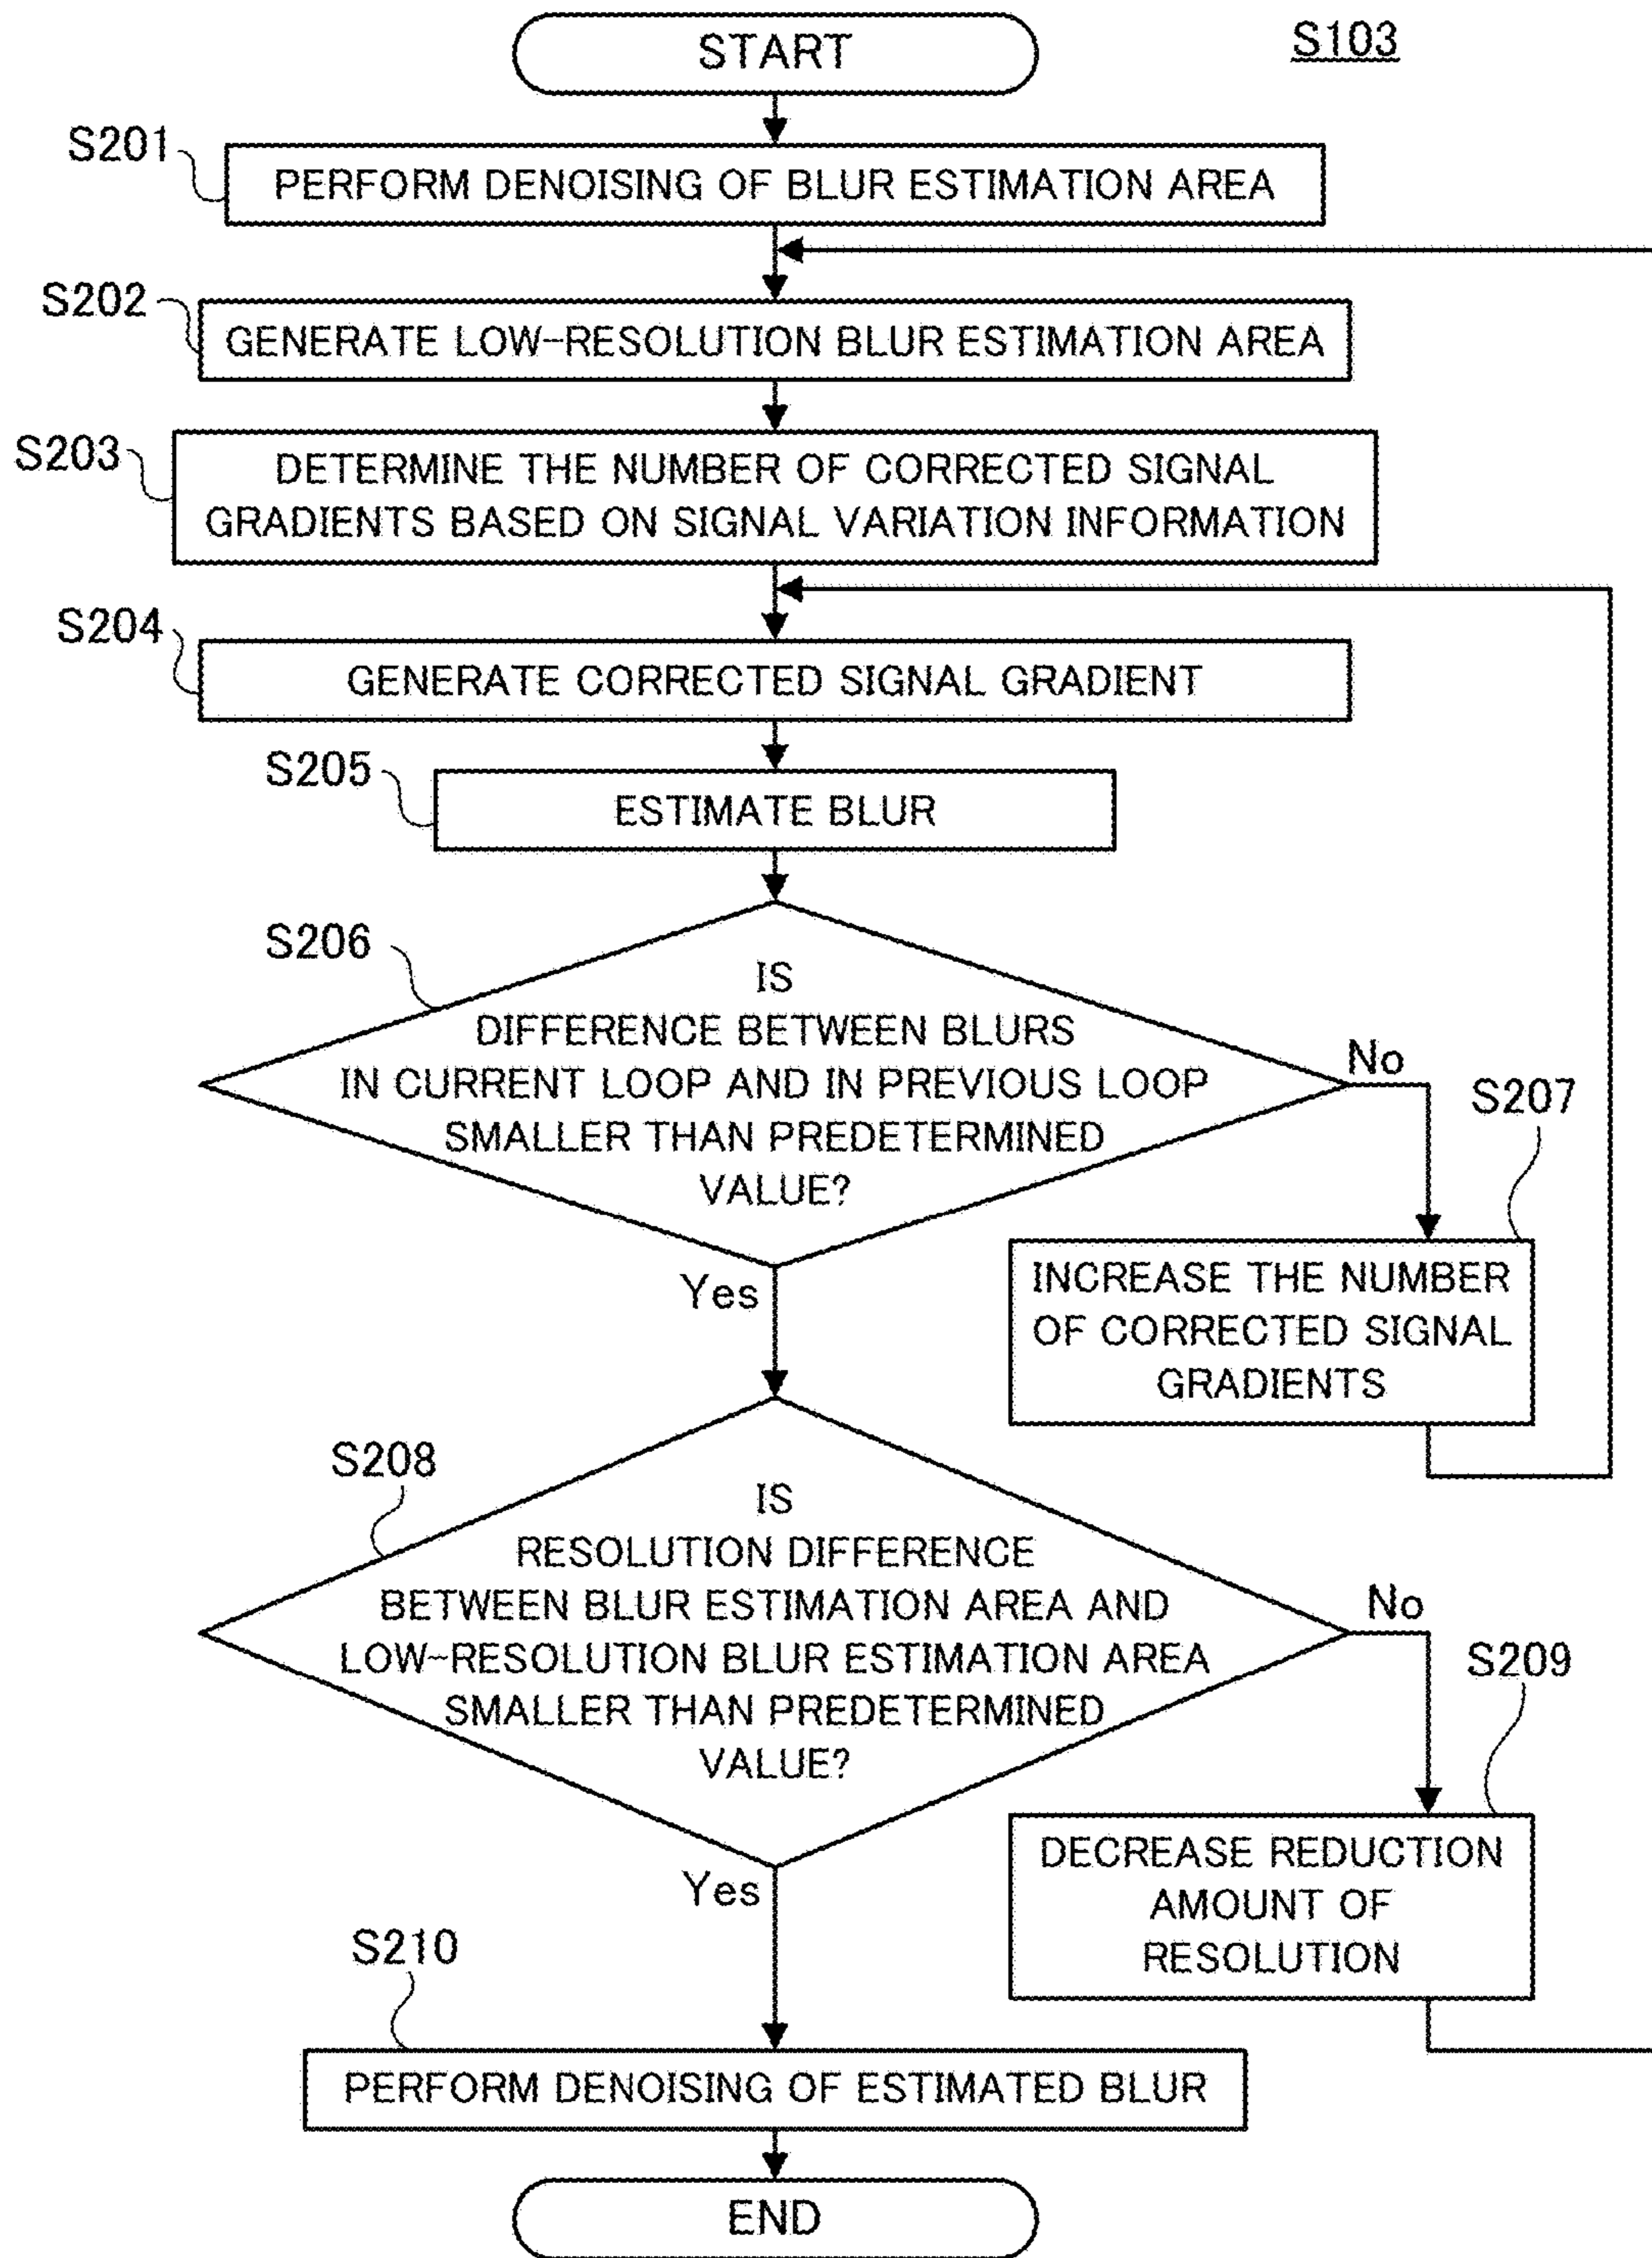 START
S103
S201
PERFORM DENOISING OF BLUR ESTIMATION AREA
S202
GENERATE LOW-RESOLUTION BLUR ESTIMATION AREA
S203
DETERMINE THE NUMBER OF CORRECTED SIGNAL
GRADIENTS BASED ON SIGNAL VARIATION INFORMATION
S204
GENERATE CORRECTED SIGNAL GRADIENT
S205
ESTIMATE BLUR
S206
IS
DIFFERENCE BETWEEN BLURS
IN CURRENT LOOP AND IN PREVIOUS LOOP
SMALLER THAN PREDETERMINED
VALUE?
No
S207
INCREASE THE NUMBER
OF CORRECTED SIGNAL
GRADIENTS
Yes
S208
IS
RESOLUTION DIFFERENCE
BETWEEN BLUR ESTIMATION AREA AND
LOW-RESOLUTION BLUR ESTIMATION AREA
SMALLER THAN PREDETERMINED
VALUE?
No
S209
DECREASE REDUCTION
AMOUNT OF
RESOLUTION
Yes
S210
PERFORM DENOISING OF ESTIMATED BLUR
END